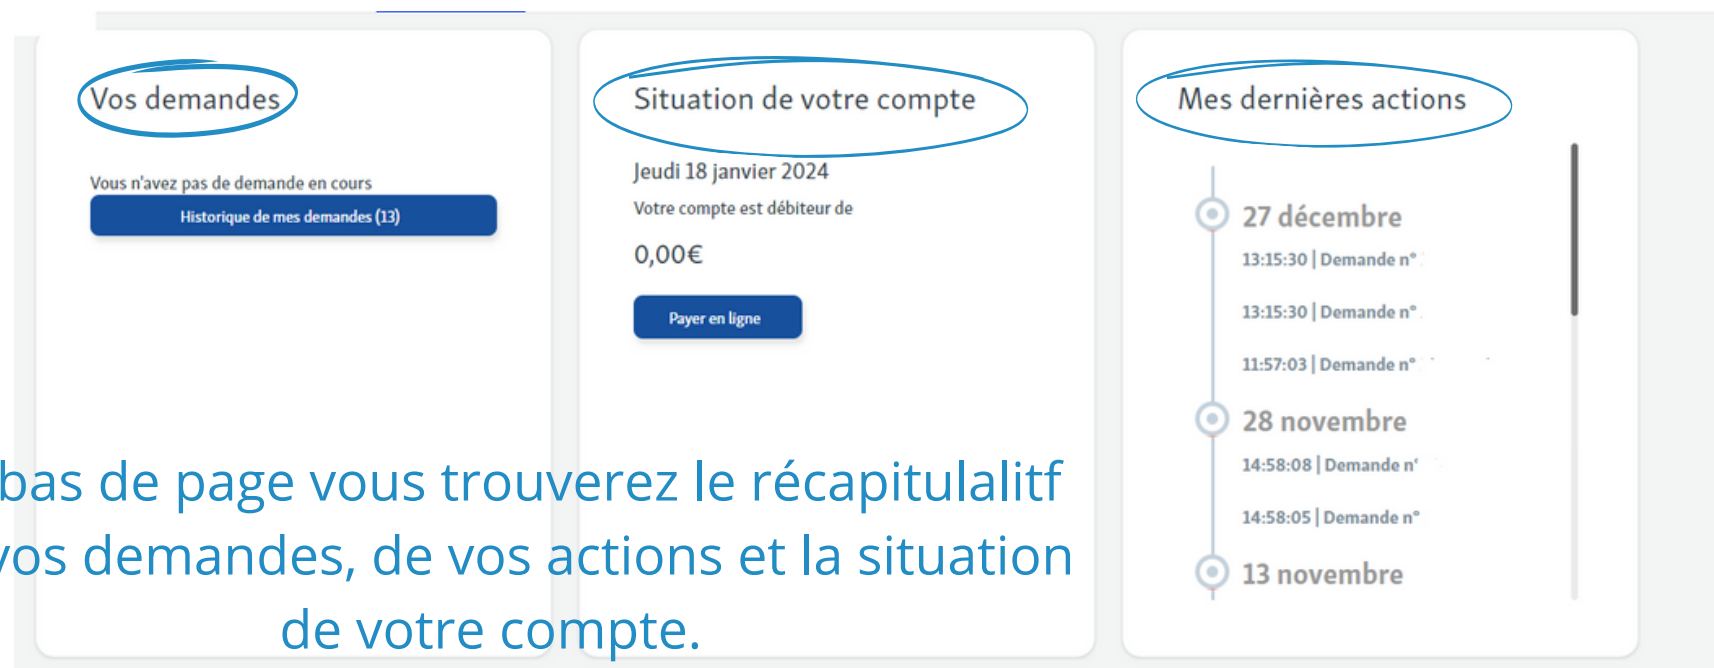 Vos demandes
Vous n'avez pas de demande en cours
Historique de mes demandes (13)
Situation de votre compte
Jeudi 18 janvier 2024
Votre compte est débiteur de
0,00€
Payer en ligne
Mes dernières actions
27 décembre
13:15:30 | Demande n°
13:15:30 | Demande n°
11:57:03 | Demande n°
28 novembre
14:58:08 | Demande n°
14:58:05 | Demande n°
13 novembre
bas de page vous trouverez le récapitulalitf
vos demandes, de vos actions et la situation
de votre compte.